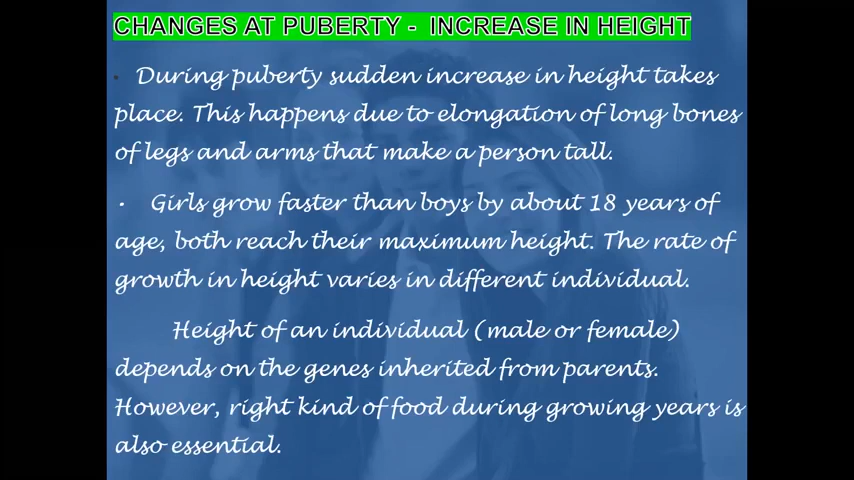 CHANGES AT PUBERTY - INCREASE IN HEIGHT
• During puberty sudden increase in height takes
place. This happens due to elongation of long bones
of legs and arms that make a person tall.
• Girls grow faster than boys by about 18 years of
age, both reach their maximum height. The rate of
growth in height varies in different individual.
Height of an individual (male or female)
depends on the genes inherited from parents.
However, right kind of food during growing years is
also essential.